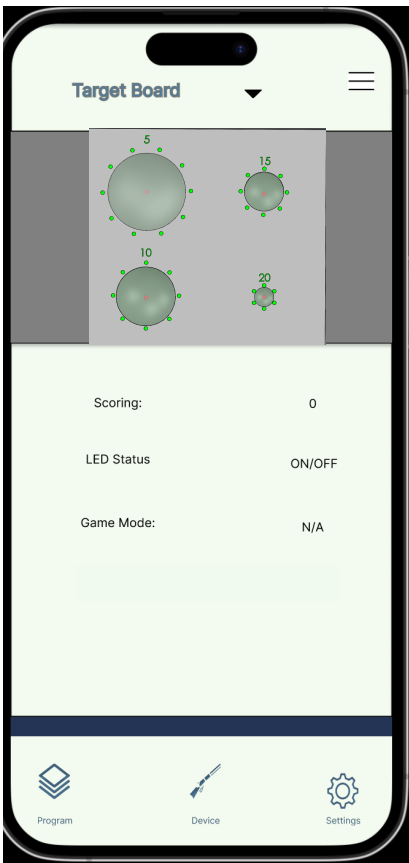 Target Board
5
15
10
20
Scoring: 0
LED Status ON/OFF
Game Mode: N/A
Program Device Settings